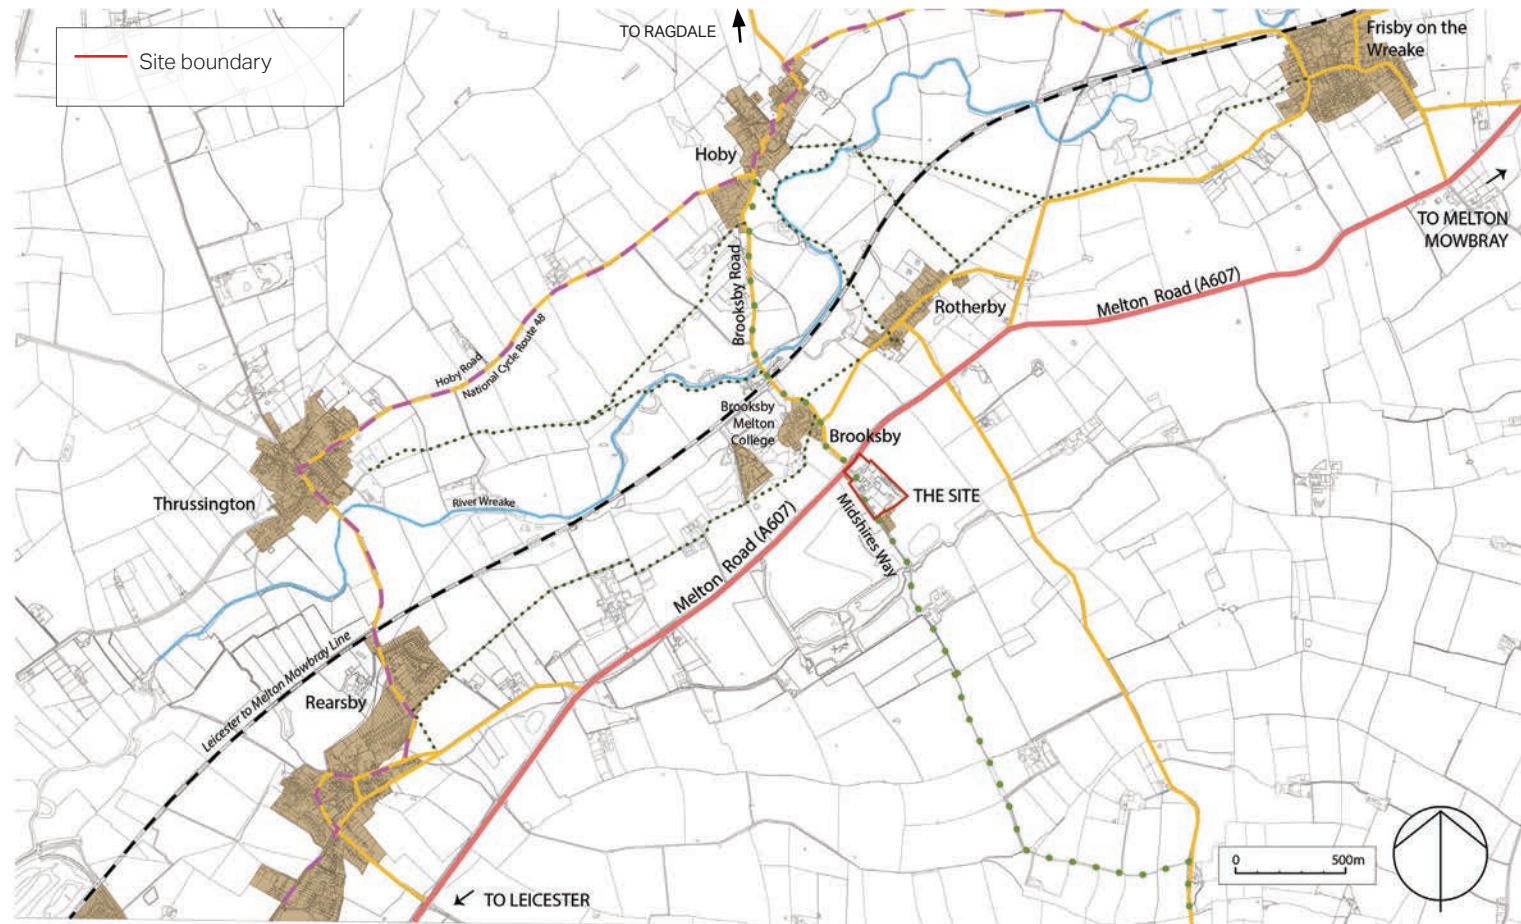 TO RAGDALE
Frisby on the
Wreake
Site boundary
Hoby
TO MELTON
MOWBRAY
Brooksby Road
Melton Road (A607)
Rotherby
Hoby Road
National Cycle Route 48
Brooksby
Melton
College
Brooksby
THE SITE
Thrussington
River Wreake
Midshires Way
Melton Road (A607)
Leicester to Melton Mowbray Line
Rearsby
0 500m
TO LEICESTER